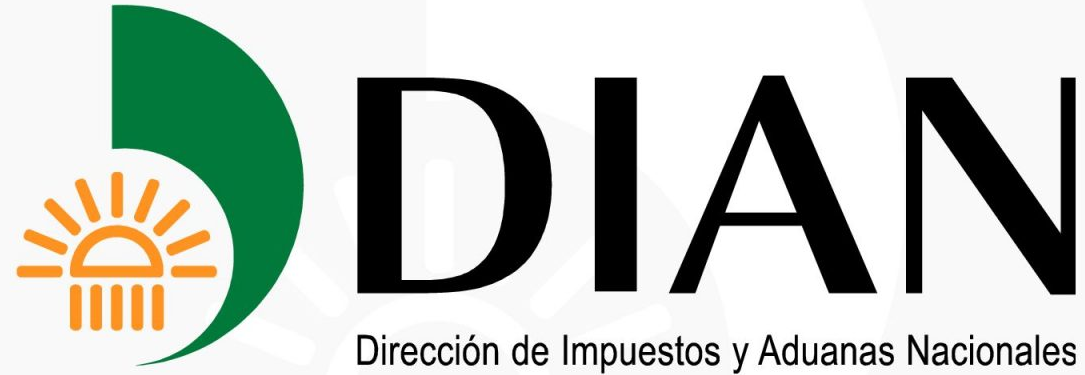 DIAN
Dirección de Impuestos y Aduanas Nacionales